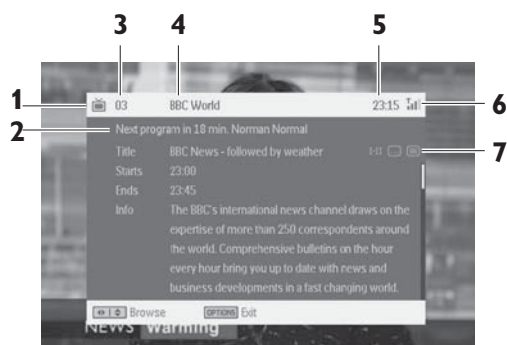 3 4 5
1 03 BBC World 23:15 6
2 Next program in 18 min. Norman Normal
Title BBC News - followed by weather 7
Starts 23:00
Ends 23:45
Info The BBC's international news channel draws on the
expertise of more than 250 correspondents around
the world. Comprehensive bulletins on the hour
every hour bring you up to date with news and
business developments in a fast changing world.
Browse OPTIONS Exit
NEWS Warming